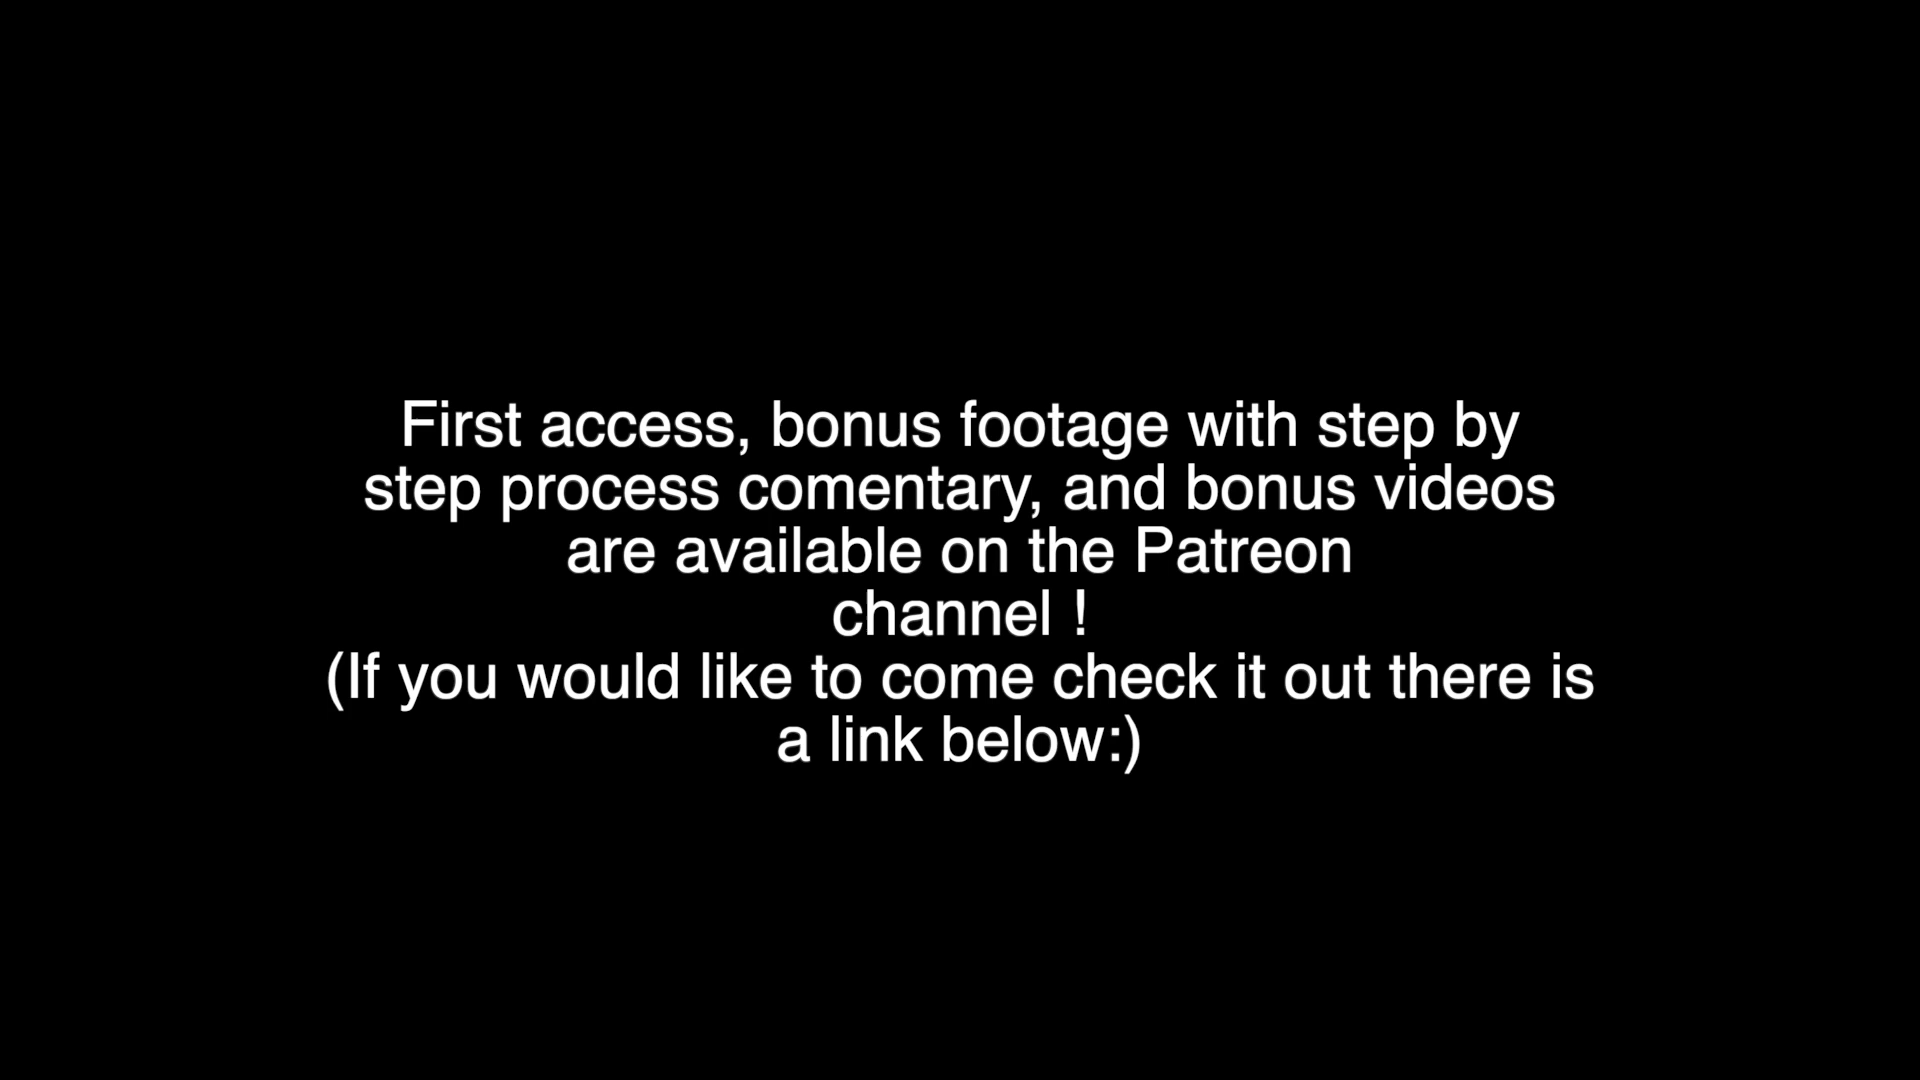 First access, bonus footage with step by
step process comentary, and bonus videos
are available on the Patreon
channel !
(If you would like to come check it out there is
a link below:)